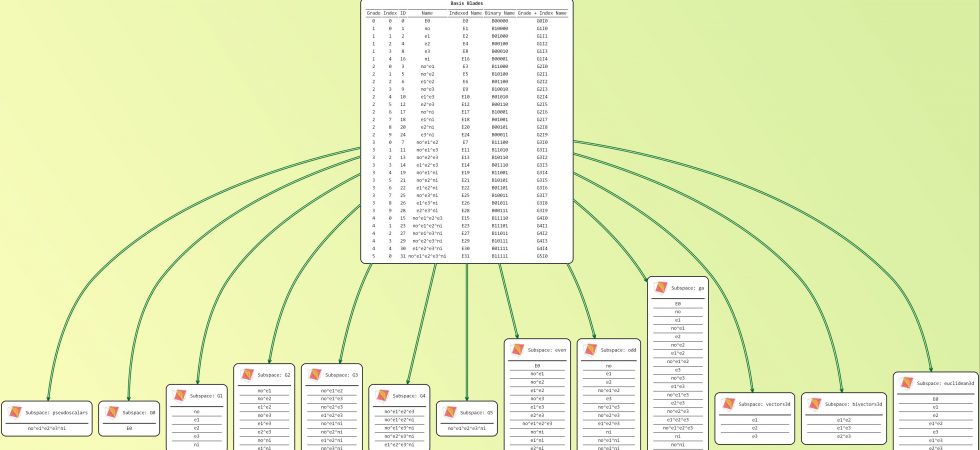 Basis Blades
Grade Index ID Name Indexed Name Binary Name Grade + Index Name
0 0 0 E0 E0 B00000 G0I0
1 0 1 no E1 B10000 G1I0
1 1 2 e1 E2 B01000 G1I1
1 2 4 e2 E4 B00100 G1I2
1 3 8 e3 E8 B00010 G1I3
1 4 16 ni E16 B00001 G1I4
2 0 3 no^e1 E3 B11000 G2I0
2 1 5 no^e2 E5 B10100 G2I1
2 2 6 e1^e2 E6 B01100 G2I2
2 3 9 no^e3 E9 B10010 G2I3
2 4 10 e1^e3 E10 B01010 G2I4
2 5 12 e2^e3 E12 B00110 G2I5
2 6 17 no^ni E17 B10001 G2I6
2 7 18 e1^ni E18 B01001 G2I7
2 8 20 e2^ni E20 B00101 G2I8
2 9 24 e3^ni E24 B00011 G2I9
3 0 7 no^e1^e2 E7 B11100 G3I0
3 1 11 no^e1^e3 E11 B11010 G3I1
3 2 13 no^e2^e3 E13 B10110 G3I2
3 3 14 e1^e2^e3 E14 B01110 G3I3
3 4 19 no^e1^ni E19 B11001 G3I4
3 5 21 no^e2^ni E21 B10101 G3I5
3 6 22 e1^e2^ni E22 B01101 G3I6
3 7 25 no^e3^ni E25 B10011 G3I7
3 8 26 e1^e3^ni E26 B01011 G3I8
3 9 28 e2^e3^ni E28 B00111 G3I9
4 0 15 no^e1^e2^e3 E15 B11110 G4I0
4 1 23 no^e1^e2^ni E23 B11101 G4I1
4 2 27 no^e1^e3^ni E27 B11011 G4I2
4 3 29 no^e2^e3^ni E29 B10111 G4I3
4 4 30 e1^e2^e3^ni E30 B01111 G4I4
5 0 31 no^e1^e2^e3^ni E31 B11111 G5I0
Subspace: pseudoscalars
no^e1^e2^e3^ni
Subspace: G0
E0
Subspace: G1
no
e1
e2
e3
ni
Subspace: G2
no^e1
no^e2
e1^e2
no^e3
e1^e3
e2^e3
no^ni
e1^ni
Subspace: G3
no^e1^e2
no^e1^e3
no^e2^e3
e1^e2^e3
no^e1^ni
no^e2^ni
e1^e2^ni
no^e3^ni
Subspace: G4
no^e1^e2^e3
no^e1^e2^ni
no^e1^e3^ni
no^e2^e3^ni
e1^e2^e3^ni
Subspace: G5
no^e1^e2^e3^ni
Subspace: even
E0
no^e1
no^e2
e1^e2
no^e3
e1^e3
e2^e3
no^e1^e2^e3
no^ni
e1^ni
e2^ni
Subspace: odd
no
e1
e2
no^e1^e2
e3
no^e1^e3
no^e2^e3
e1^e2^e3
ni
no^e1^ni
no^e2^ni
Subspace: ga
E0
no
e1
no^e1
e2
no^e2
e1^e2
no^e1^e2
e3
no^e3
e1^e3
no^e1^e3
e2^e3
no^e2^e3
e1^e2^e3
no^e1^e2^e3
ni
no^ni
Subspace: vectors3d
e1
e2
e3
Subspace: bivectors3d
e1^e2
e1^e3
e2^e3
Subspace: euclidean3d
E0
e1
e2
e1^e2
e3
e1^e3
e2^e3